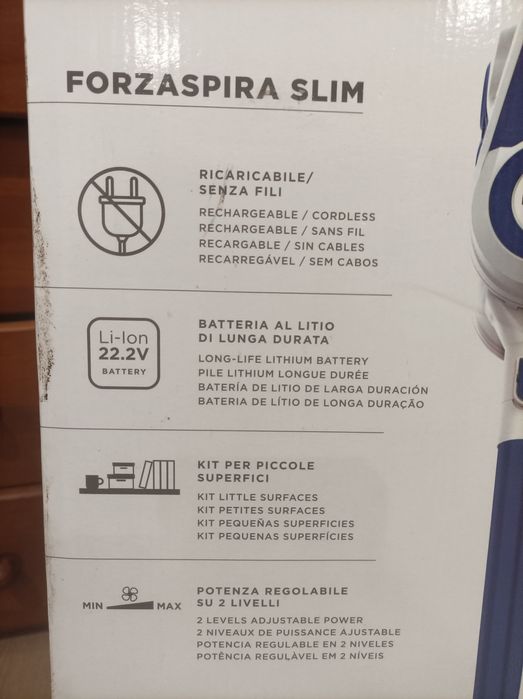 FORZASPIRA SLIM
RICARICABILE/
SENZA FILI
RECHARGEABLE / CORDLESS
RECHARGEABLE / SANS FIL
RECARGABLE / SIN CABLES
RECARREGÁVEL / SEM CABOS
Li-Ion
22.2V
BATTERY
BATTERIA AL LITIO
DI LUNGA DURATA
LONG-LIFE LITHIUM BATTERY
PILE LITHIUM LONGUE DURÉE
BATERÍA DE LITIO DE LARGA DURACIÓN
BATERIA DE LÍTIO DE LONGA DURAÇÃO
KIT PER PICCOLE
SUPERFICI
KIT LITTLE SURFACES
KIT PETITES SURFACES
KIT PEQUEÑAS SUPERFICIES
KIT PEQUENAS SUPERFÍCIES
MIN MAX
POTENZA REGOLABILE
SU 2 LIVELLI
2 LEVELS ADJUSTABLE POWER
2 NIVEAUX DE PUISSANCE AJUSTABLE
POTENCIA REGULABLE EN 2 NIVELES
POTÊNCIA REGULÀVEL EM 2 NÍVEIS